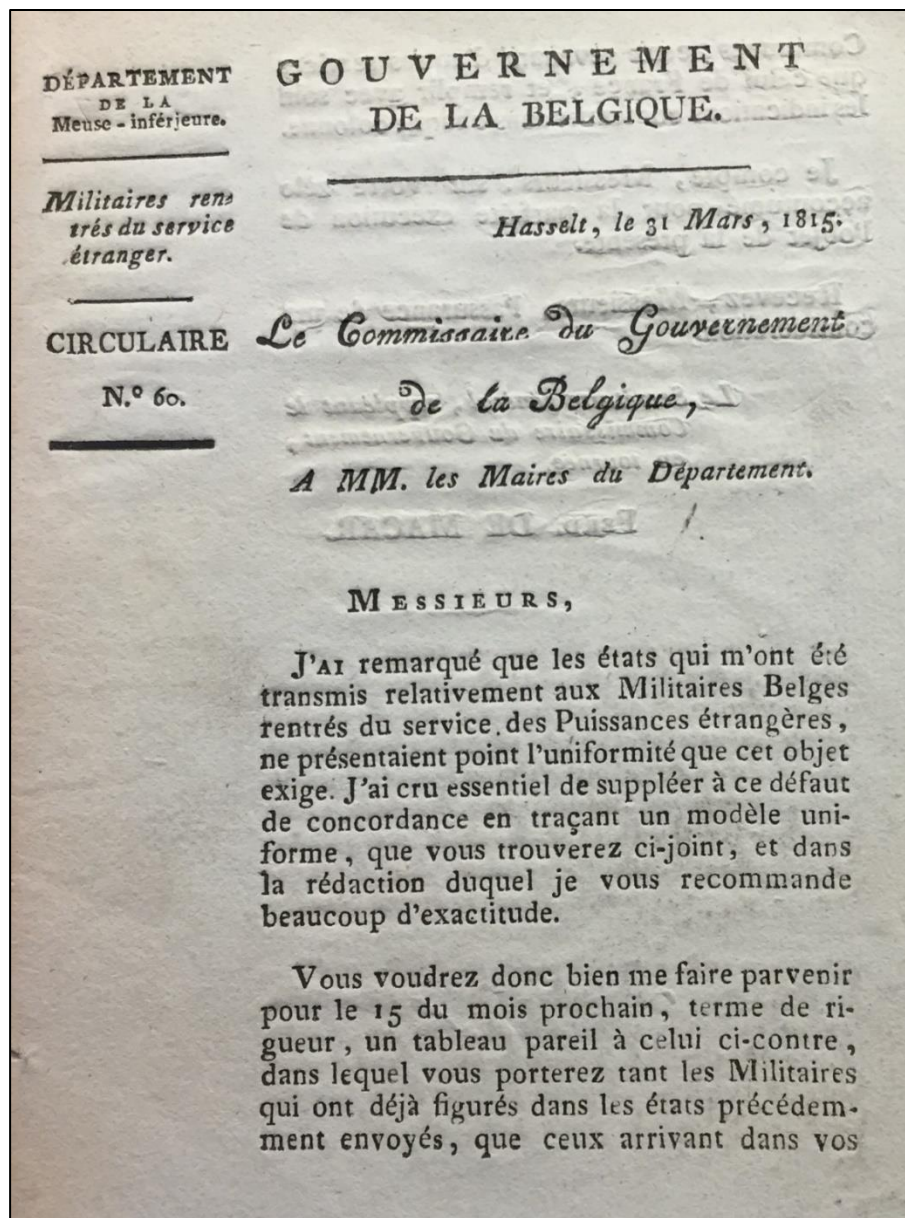 DÉPARTEMENT
DE LA
Meuse-inférjeure.
Militaires ren-
trés du service
étranger.
CIRCULAIRE
N.º 60.
GOUVERNEMENT
DE LA BELGIQUE.
Hasselt, le 31 Mars, 1815.
Le Commissaire du Gouvernement
de la Belgique,
A MM. les Maires du Département.
MESSIEURS,
J'AI remarqué que les états qui m'ont été
transmis relativement aux Militaires Belges
rentrés du service des Puissances étrangères,
ne présentaient point l'uniformité que cet objet
exige. J'ai cru essentiel de suppléer à ce défaut
de concordance en traçant un modèle uni-
forme, que vous trouverez ci-joint, et dans
la rédaction duquel je vous recommande
beaucoup d'exactitude.
Vous voudrez donc bien me faire parvenir
pour le 15 du mois prochain, terme de ri-
gueur, un tableau pareil à celui ci-contre,
dans lequel vous porterez tant les Militaires
qui ont déjà figurés dans les états précédem-
ment envoyés, que ceux arrivant dans vos